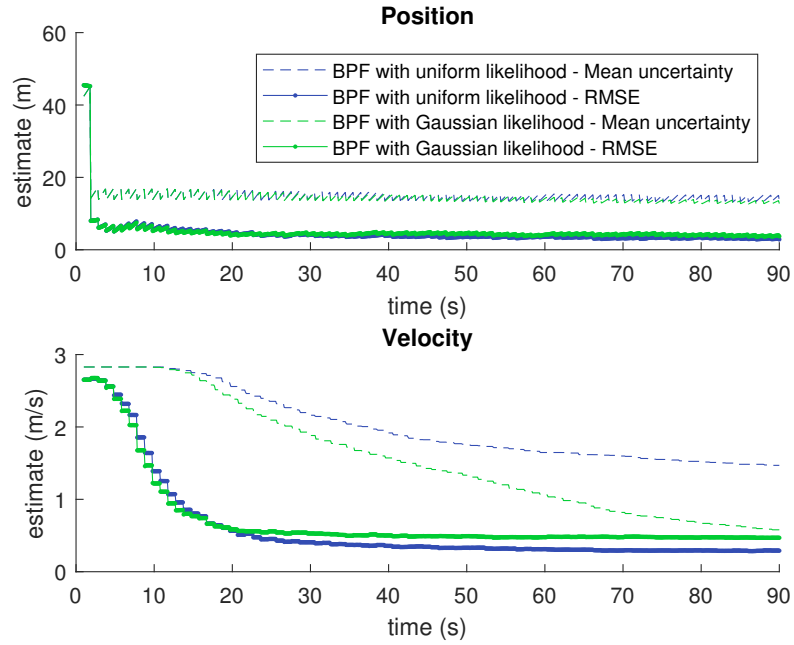 Position
60
40
20
0
estimate (m)
BPF with uniform likelihood - Mean uncertainty
BPF with uniform likelihood - RMSE
BPF with Gaussian likelihood - Mean uncertainty
BPF with Gaussian likelihood - RMSE
0 10 20 30 40 50 60 70 80 90
time (s)
Velocity
3
2
1
0
estimate (m/s)
0 10 20 30 40 50 60 70 80 90
time (s)